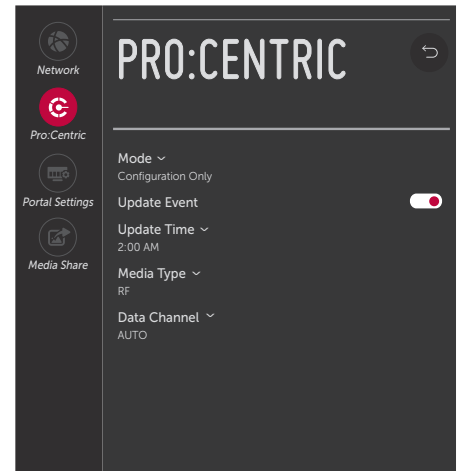 Network
Pro:Centric
Portal Settings
Media Share
PRO:CENTRIC
Mode
Configuration Only
Update Event
Update Time
2:00 AM
Media Type
RF
Data Channel
AUTO